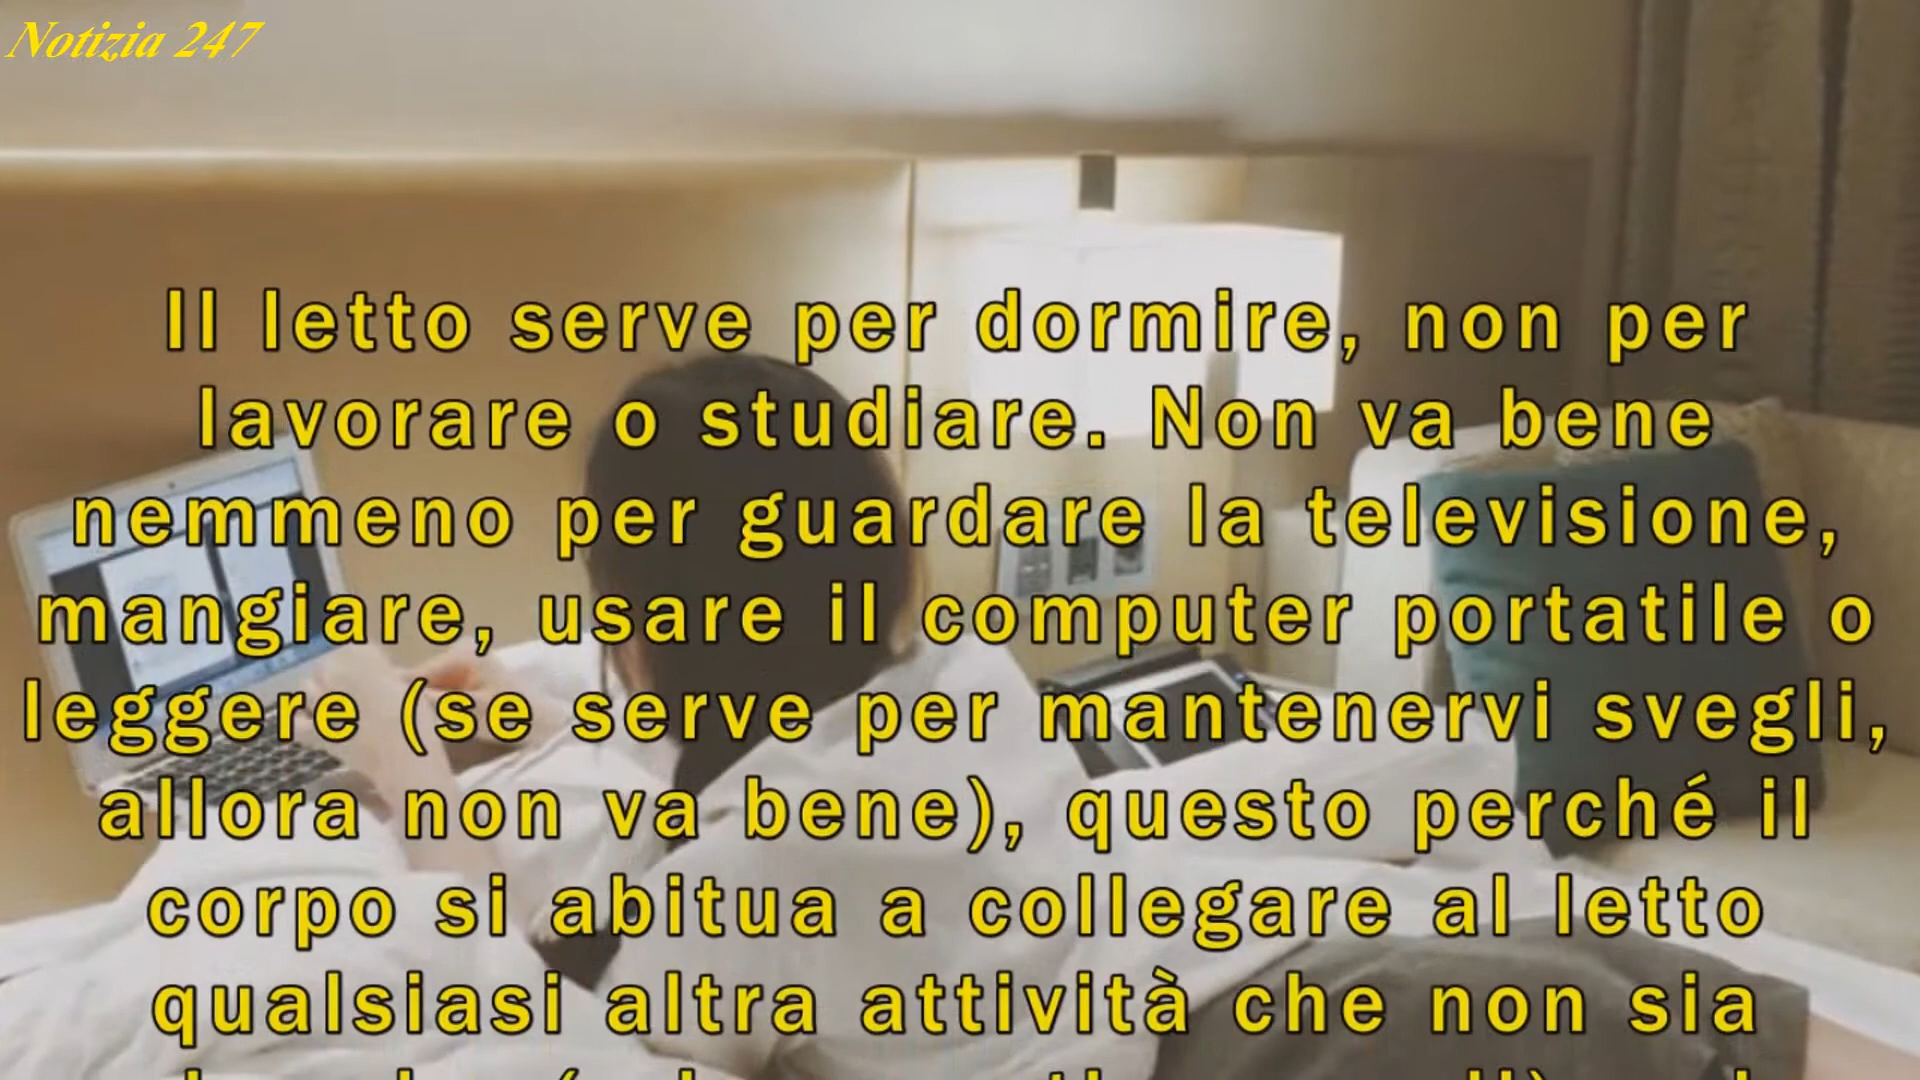 Notizia 247
Il letto serve per dormire, non per
lavorare o studiare. Non va bene
nemmeno per guardare la televisione,
mangiare, usare il computer portatile o
leggere (se serve per mantenervi svegli,
allora non va bene), questo perché il
corpo si abitua a collegare al letto
qualsiasi altra attività che non sia